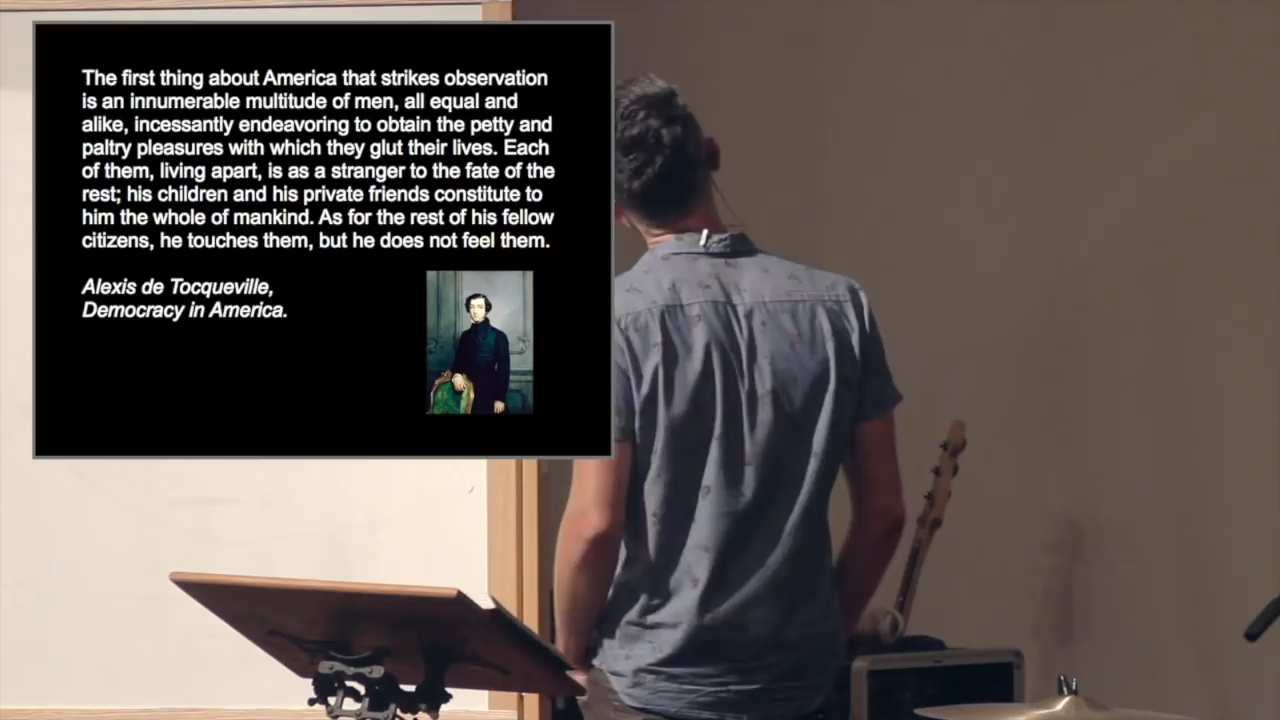 The first thing about America that strikes observation
is an innumerable multitude of men, all equal and
alike, incessantly endeavoring to obtain the petty and
paltry pleasures with which they glut their lives. Each
of them, living apart, is as a stranger to the fate of the
rest; his children and his private friends constitute to
him the whole of mankind. As for the rest of his fellow
citizens, he touches them, but he does not feel them.
Alexis de Tocqueville,
Democracy in America.